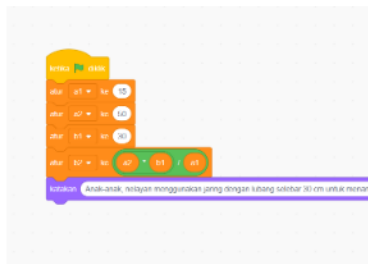 ketika diklik
atur a1 ke 15
atur a2 ke 60
atur b1 ke 30
atur b2 ke a2 * b1 / a1
katakan Anak-anak, nelayan menggunakan jaring dengan lubang selebar 30 cm untuk